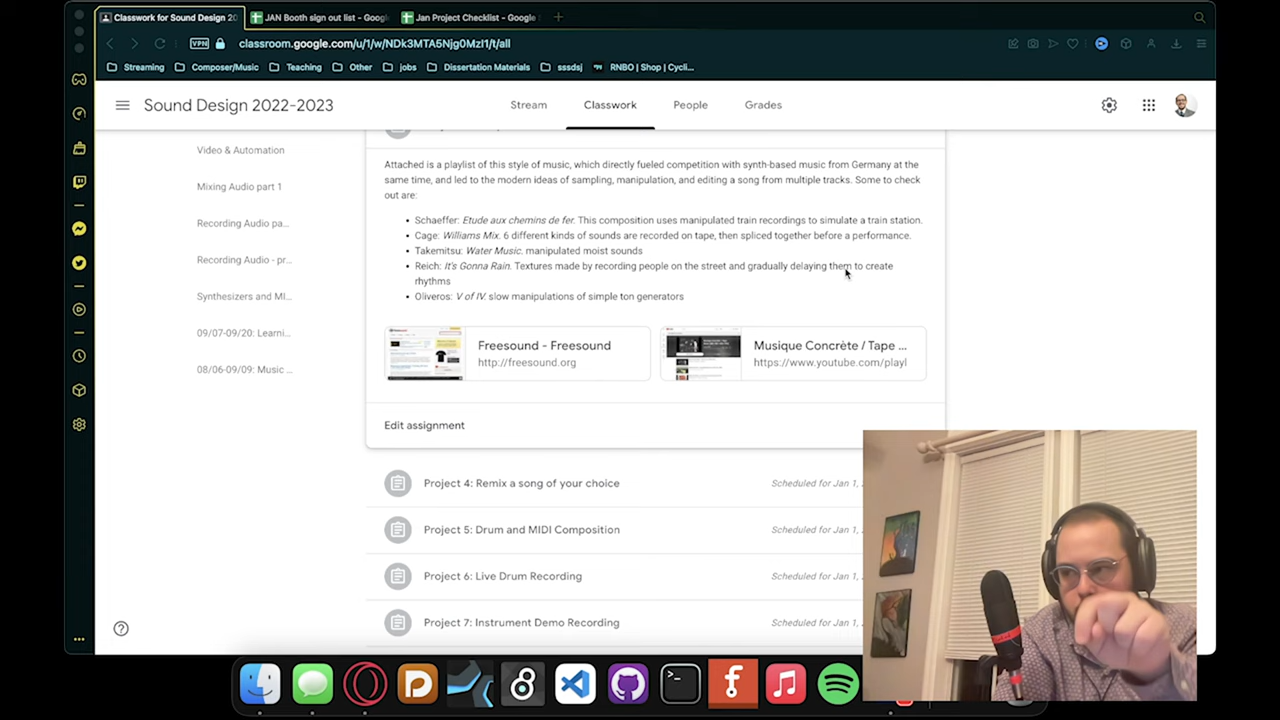 Classwork for Sound Design 20
JAN Booth sign out list - Goog
Jan Project Checklist - Google
VPN
classroom.google.com/u/1/w/NDk3MTA5Njg0MzI1/t/all
Streaming
Composer/Music
Teaching
Other
jobs
Dissertation Materials
sssdsj
RNBO | Shop | Cycli...
Sound Design 2022-2023
Stream
Classwork
People
Grades
Video & Automation
Mixing Audio part 1
Recording Audio pa...
Recording Audio - pr...
Synthesizers and MI...
09/07-09/20: Learni...
08/06-09/09: Music ...
Attached is a playlist of this style of music, which directly fueled competition with synth-based music from Germany at the
same time, and led to the modern ideas of sampling, manipulation, and editing a song from multiple tracks. Some to check
out are:
• Schaeffer: Etude aux chemins de fer. This composition uses manipulated train recordings to simulate a train station.
• Cage: Williams Mix. 6 different kinds of sounds are recorded on tape, then spliced together before a performance.
• Takemitsu: Water Music. manipulated moist sounds
• Reich: It's Gonna Rain. Textures made by recording people on the street and gradually delaying them to create
rhythms
• Oliveros: V of IV. slow manipulations of simple ton generators
Freesound - Freesound
http://freesound.org
Musique Concrète / Tape ...
https://www.youtube.com/playl
Edit assignment
Project 4: Remix a song of your choice
Scheduled for Jan 1,
Project 5: Drum and MIDI Composition
Scheduled for Jan 1,
Project 6: Live Drum Recording
Scheduled for Jan 1,
Project 7: Instrument Demo Recording
Scheduled for Jan 1,